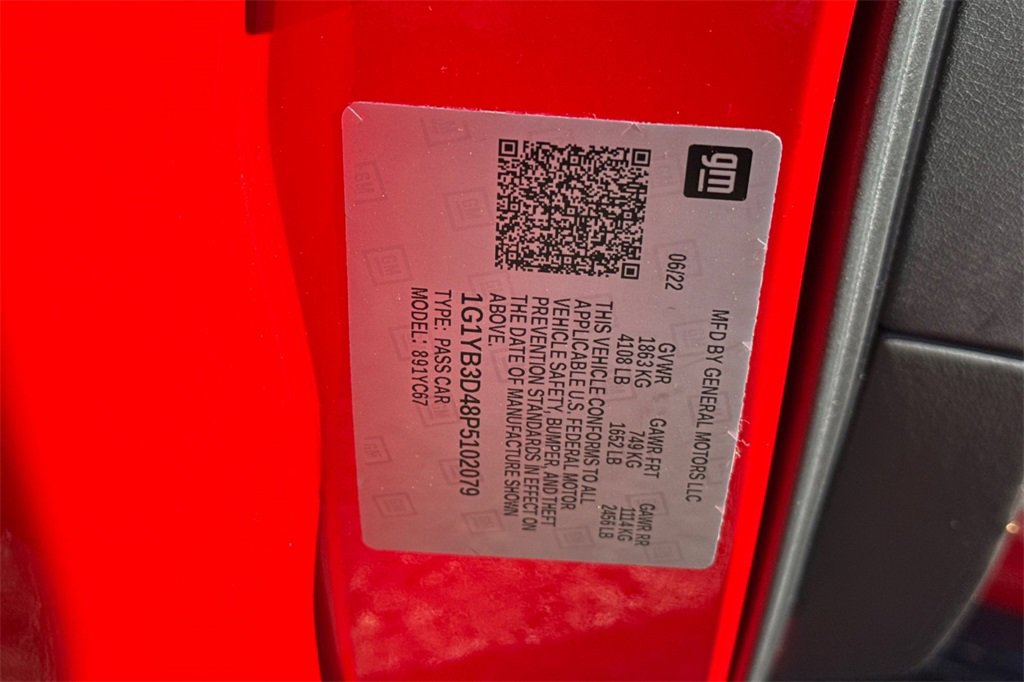 gm
MFD BY GENERAL MOTORS LLC
06/22
GVWR GAWR FRT GAWR RR
1863 KG 749 KG 1114 KG
4108 LB 1652 LB 2456 LB
THIS VEHICLE CONFORMS TO ALL
APPLICABLE U.S. FEDERAL MOTOR
VEHICLE SAFETY, BUMPER, AND THEFT
PREVENTION STANDARDS IN EFFECT ON
THE DATE OF MANUFACTURE SHOWN
ABOVE.
1G1YB3D48P5102079
TYPE: PASS CAR
MODEL: 891YC67